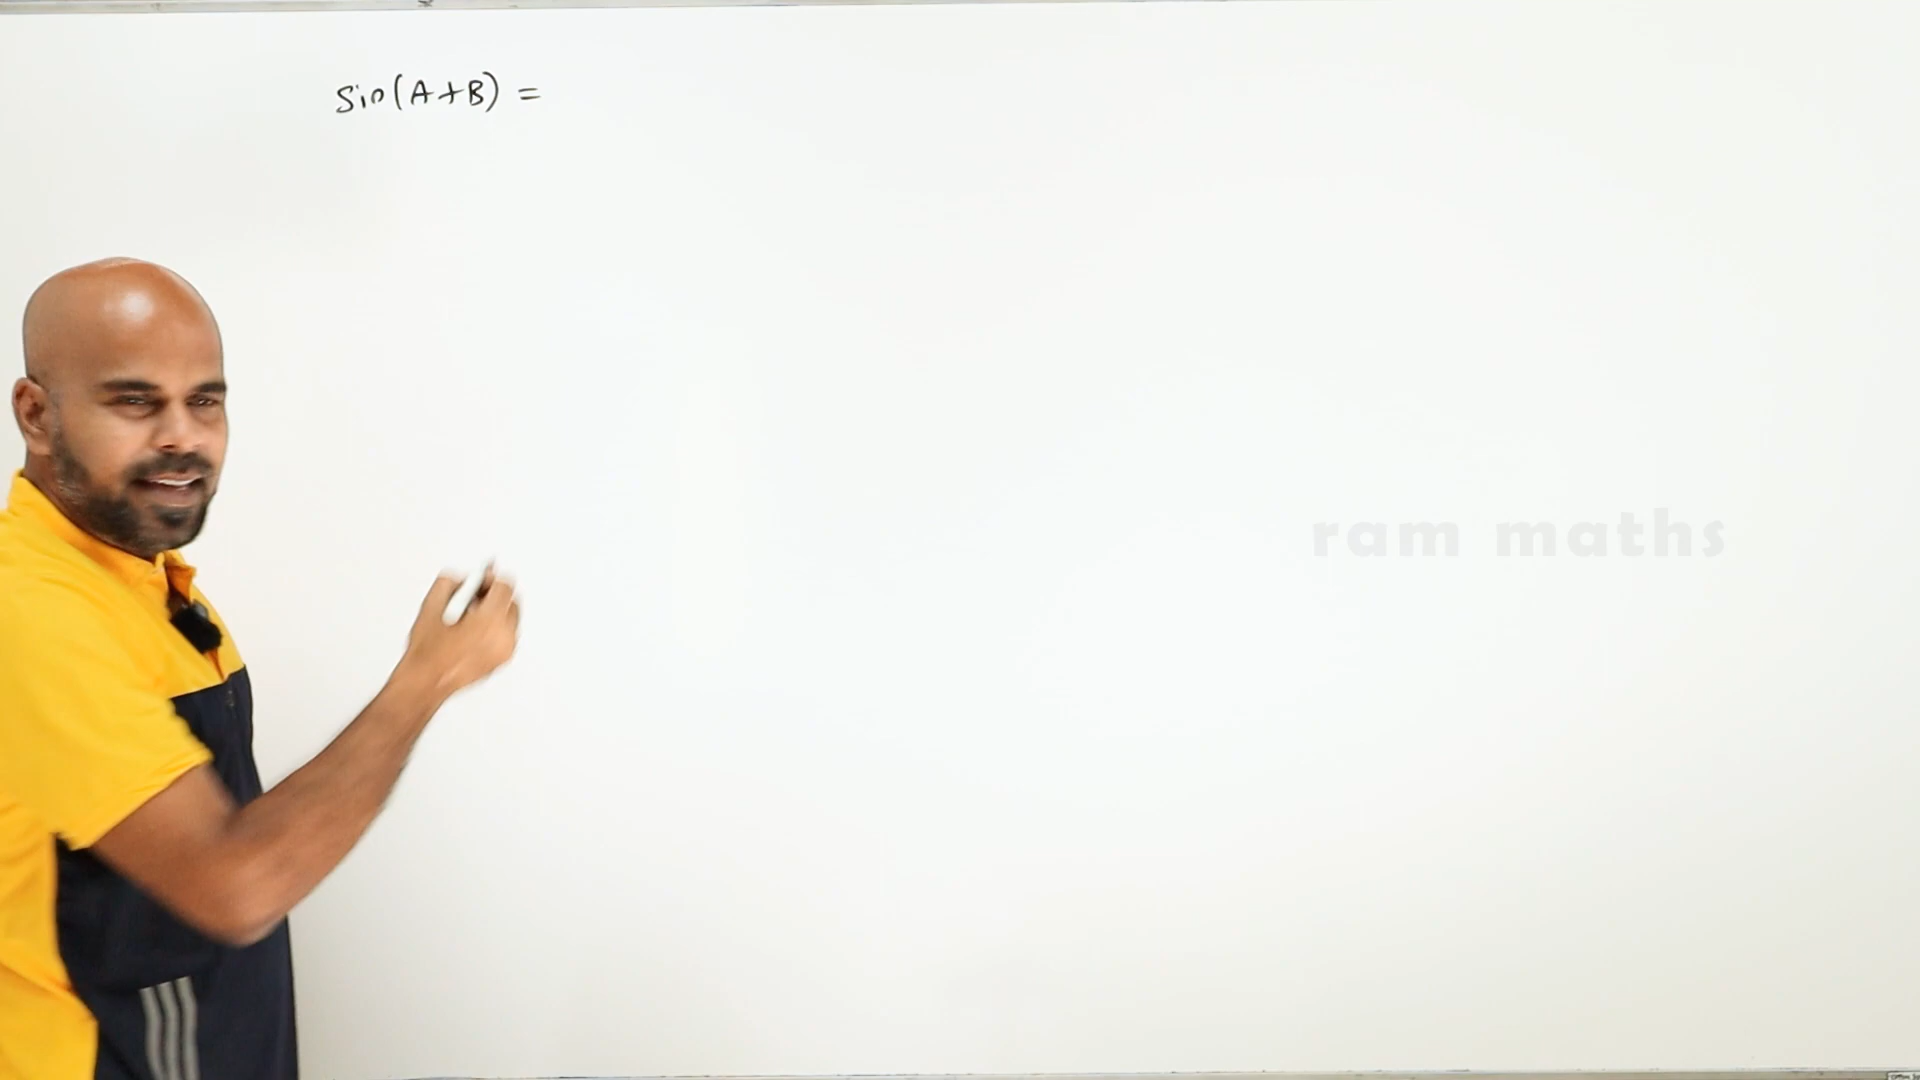 Sin(A+B) =
ram maths